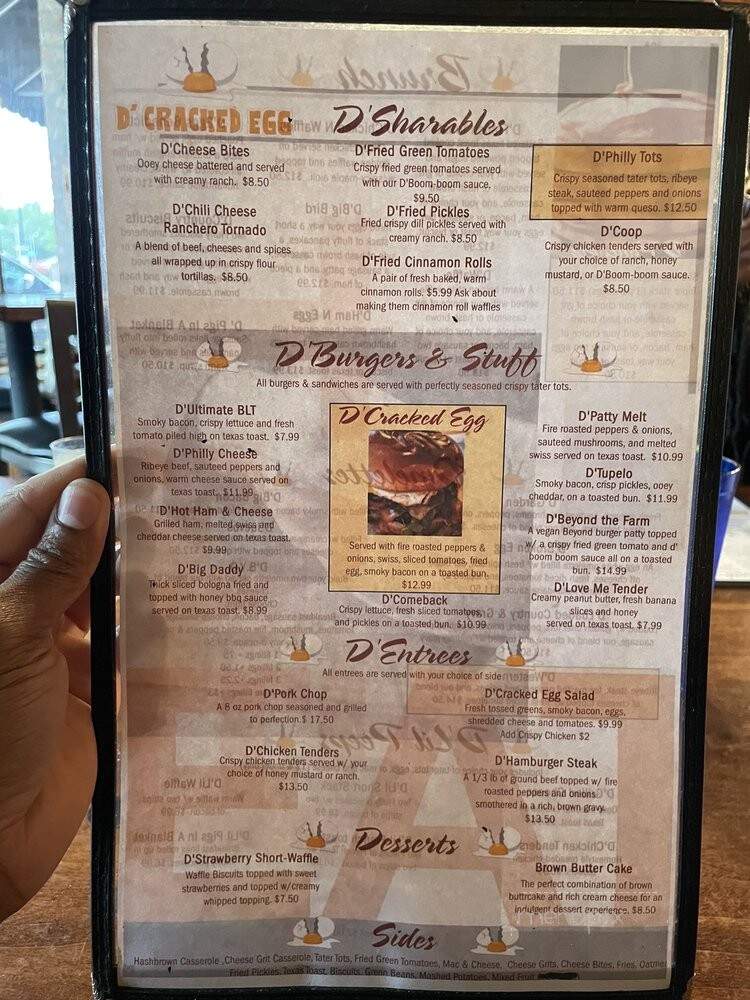 D' CRACKED EGG
D'Sharables
D'Cheese Bites
Ooey cheese battered and served
with creamy ranch. $8.50
D'Chili Cheese
Ranchero Tornado
A blend of beef, cheeses and spices
all wrapped up in crispy flour
tortillas. $8.50
D'Fried Green Tomatoes
Crispy fried green tomatoes served
with our D'Boom-boom sauce.
$9.50
D'Fried Pickles
Fried crispy dill pickles served with
creamy ranch. $8.50
D'Fried Cinnamon Rolls
A pair of fresh baked, warm
cinnamon rolls. $5.99 Ask about
making them cinnamon roll waffles
D'Philly Tots
Crispy seasoned tater tots, ribeye
steak, sauteed peppers and onions
topped with warm queso. $12.50
D'Coop
Crispy chicken tenders served with
your choice of ranch, honey
mustard, or D'Boom-boom sauce.
$8.50
D'Burgers & Stuff
All burgers & sandwiches are served with perfectly seasoned crispy tater tots.
D'Ultimate BLT
Smoky bacon, crispy lettuce and fresh
tomato piled high on texas toast. $7.99
D'Philly Cheese
Ribeye beef, sauteed peppers and
onions, warm cheese sauce served on
texas toast. $11.99
D'Hot Ham & Cheese
Grilled ham, melted swiss and
cheddar cheese served on texas toast.
$9.99
D'Big Daddy
Thick sliced bologna fried and
topped with honey bbq sauce
served on texas toast. $8.99
D'Cracked Egg
Served with fire roasted peppers &
onions, swiss, sliced tomatoes, fried
egg, smoky bacon on a toasted bun.
$12.99
D'Comeback
Crispy lettuce, fresh sliced tomatoes,
and pickles on a toasted bun. $10.99
D'Patty Melt
Fire roasted peppers & onions,
sauteed mushrooms, and melted
swiss served on texas toast. $10.99
D'Tupelo
Smoky bacon, crisp pickles, ooey
cheddar, on a toasted bun. $11.99
D'Beyond the Farm
A vegan Beyond burger patty topped
w/ a crispy fried green tomato and d'
boom boom sauce all on a toasted
bun. $14.99
D'Love Me Tender
Creamy peanut butter, fresh banana
slices and honey
served on texas toast. $7.99
D'Entrees
All entrees are served with your choice of side
D'Pork Chop
A 8 oz pork chop seasoned and grilled
to perfection.$ 17.50
D'Cracked Egg Salad
Fresh tossed greens, smoky bacon, eggs,
shredded cheese and tomatoes. $9.99
Add Crispy Chicken $2
D'Chicken Tenders
Crispy chicken tenders served w/ your
choice of honey mustard or ranch.
$13.50
D'Hamburger Steak
A 1/3 lb of ground beef topped w/ fire
roasted peppers and onions
smothered in a rich, brown gravy.
$13.50
Desserts
D'Strawberry Short-Waffle
Waffle Biscuits topped with sweet
strawberries and topped w/creamy
whipped topping. $7.50
Brown Butter Cake
The perfect combination of brown
buttrcake and rich cream cheese for an
indulgent dessert experience. $8.50
Sides
Hashbrown Casserole ,Cheese Grit Casserole, Tater Tots, Fried Green Tomatoes, Mac & Cheese, Cheese Grits, Cheese Bites, Fries,
Fried Pickles, Texas Toast, Biscuits, Green Beans, Mashed Potatoes, Mixed Fruit